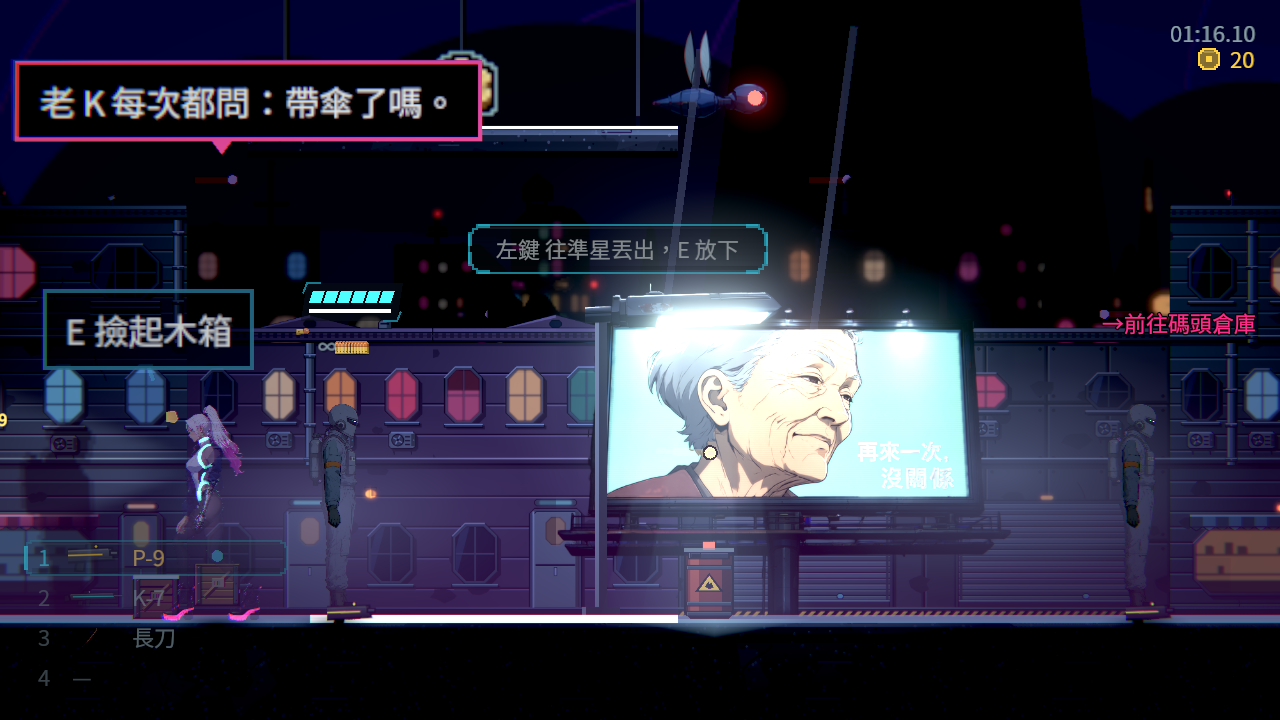 01:16.10
20
老K每次都問：帶傘了嗎。
左鍵 往準星丟出，E 放下
E 撿起木箱
→前往碼頭倉庫
∞
9
再來一次，
沒關係
1 P-9
2 K-7
3 長刀
4 —